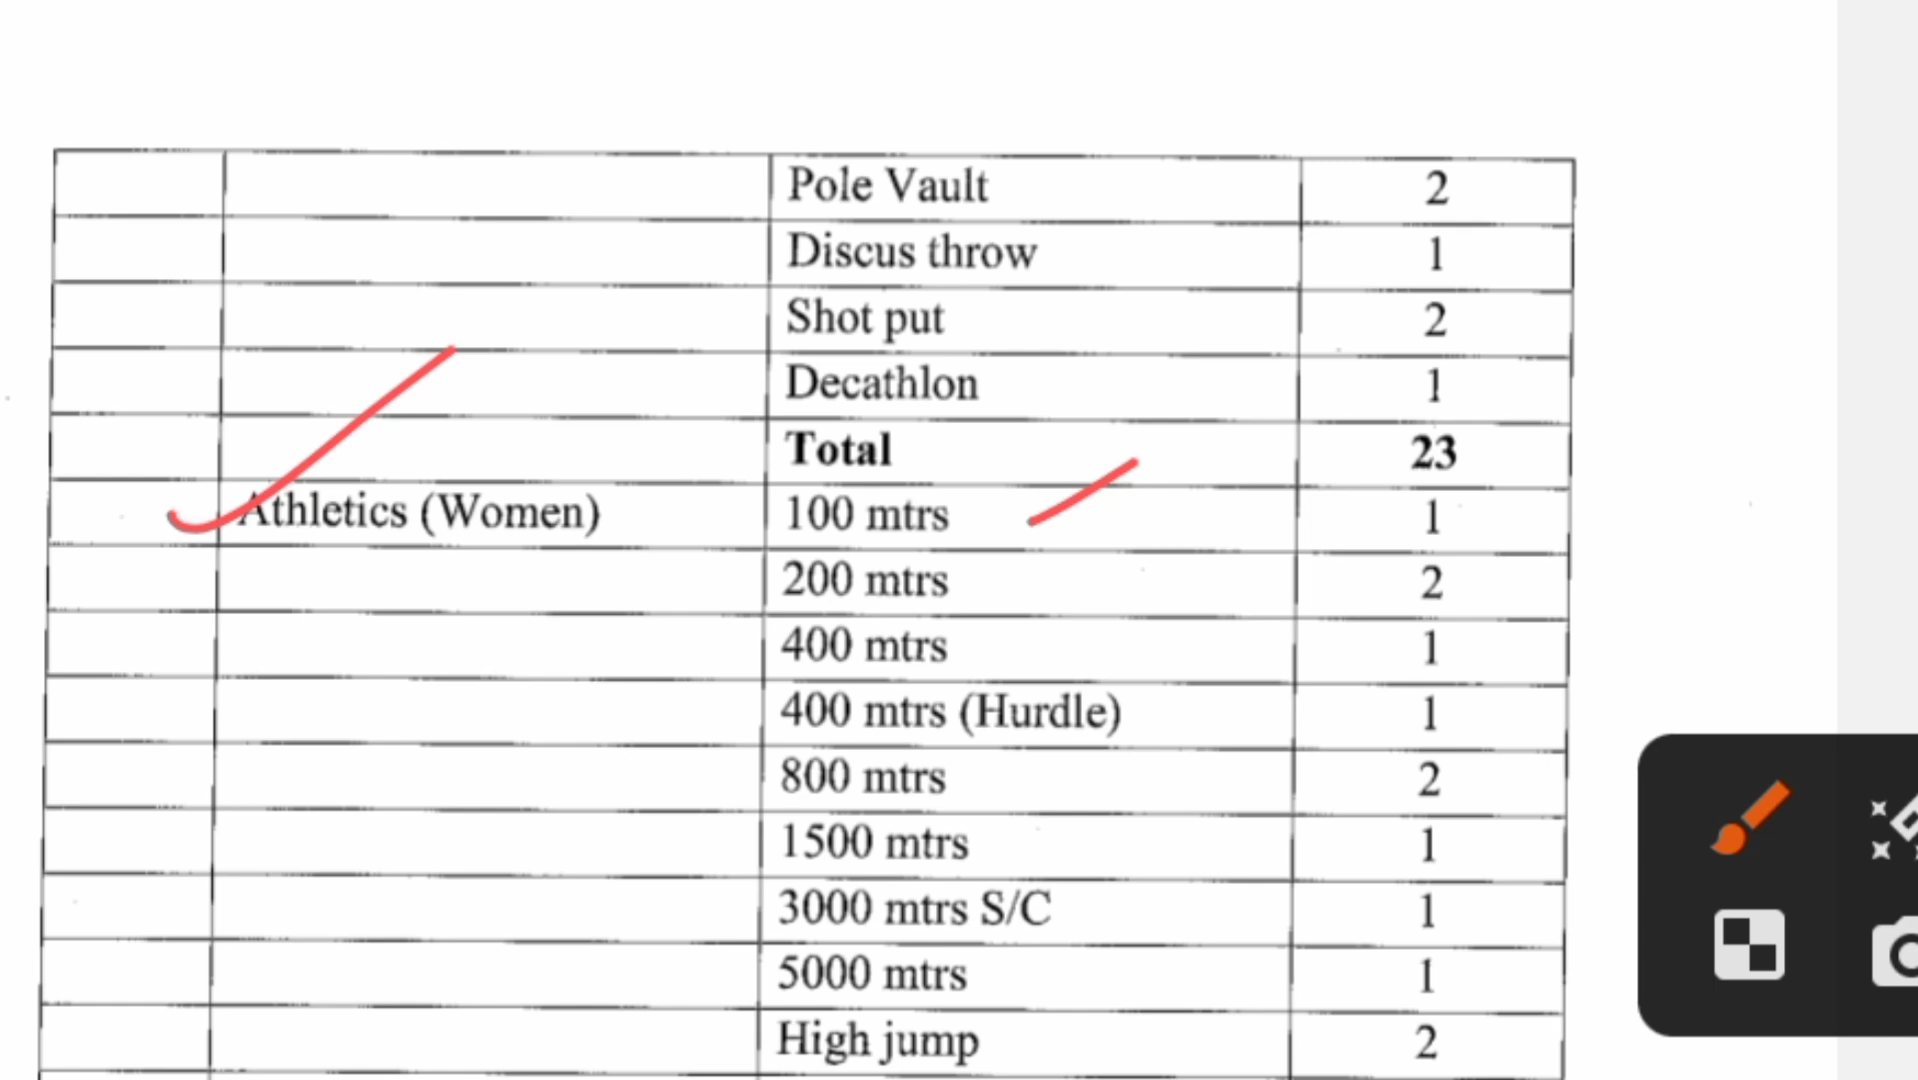 Pole Vault 2
Discus throw 1
Shot put 2
Decathlon 1
Total 23
Athletics (Women) 100 mtrs 1
200 mtrs 2
400 mtrs 1
400 mtrs (Hurdle) 1
800 mtrs 2
1500 mtrs 1
3000 mtrs S/C 1
5000 mtrs 1
High jump 2